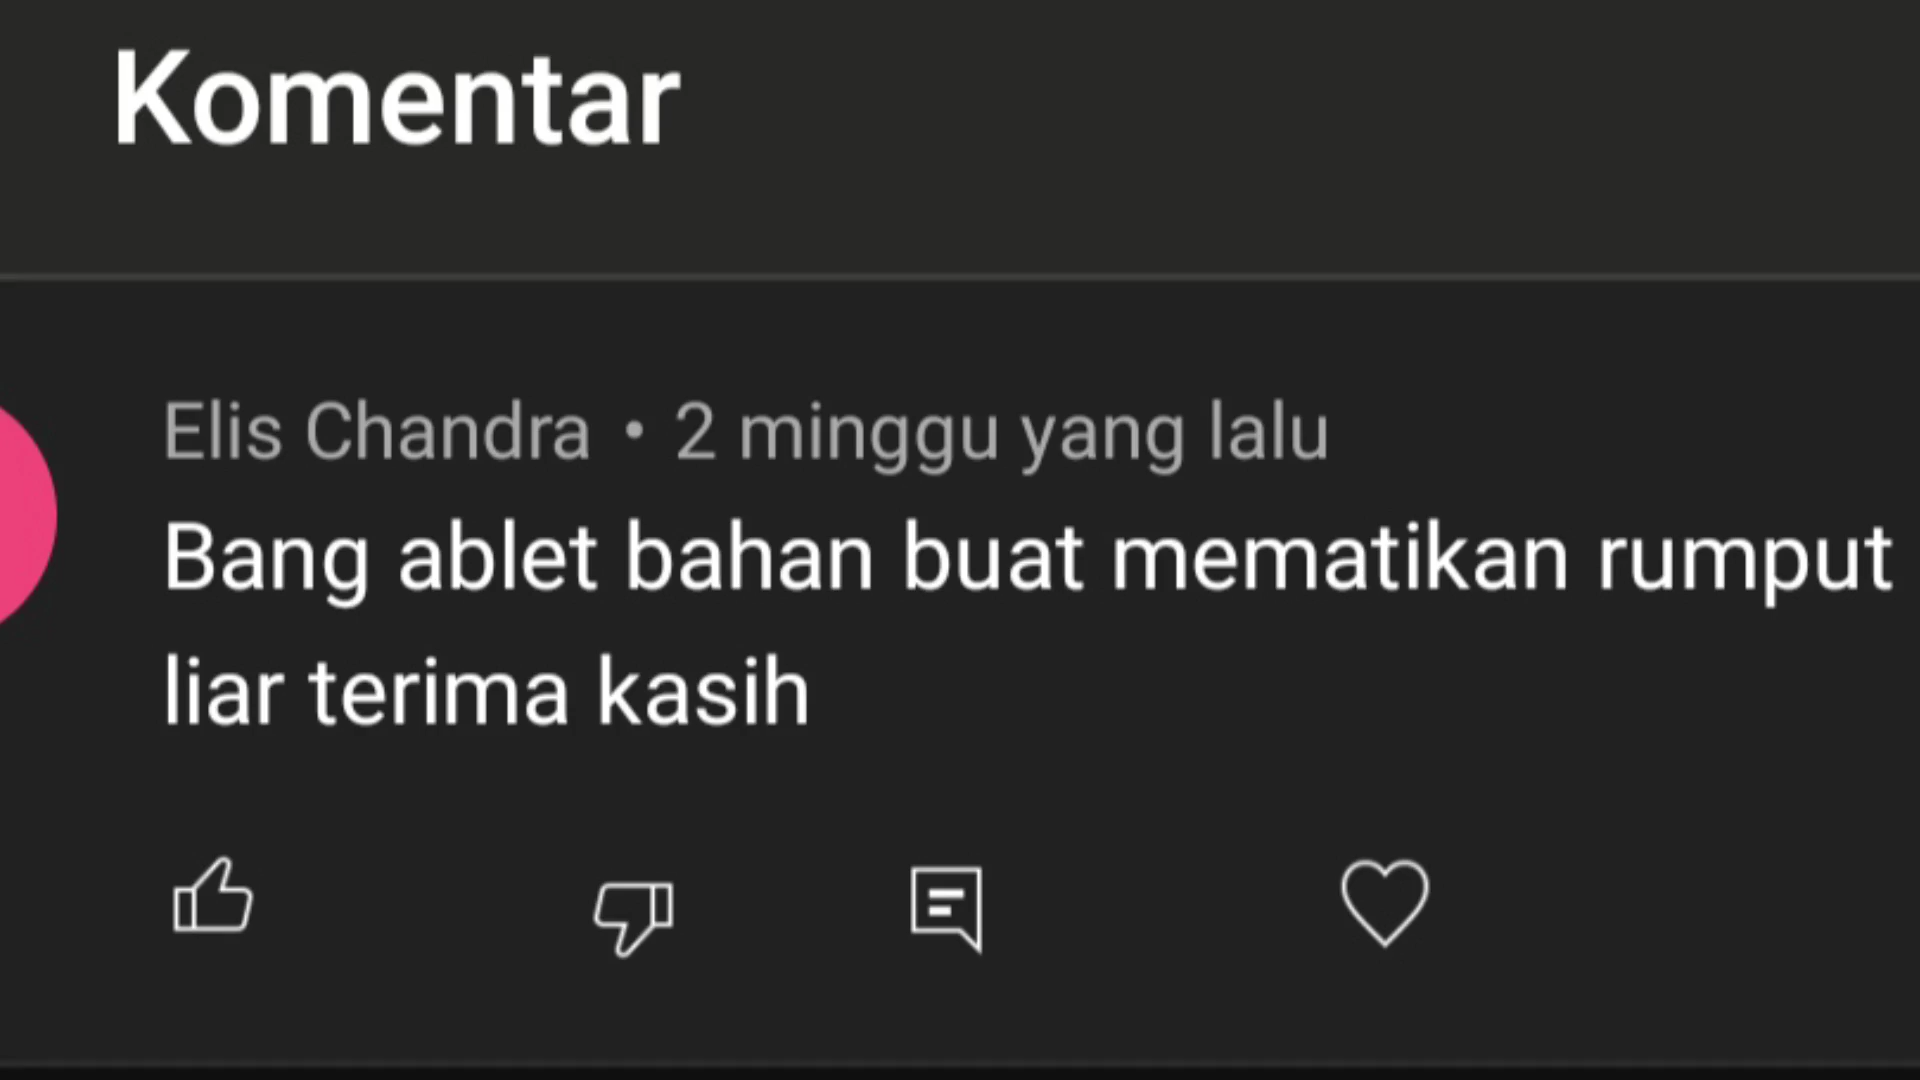 Komentar
Elis Chandra • 2 minggu yang lalu
Bang ablet bahan buat mematikan rumput
liar terima kasih